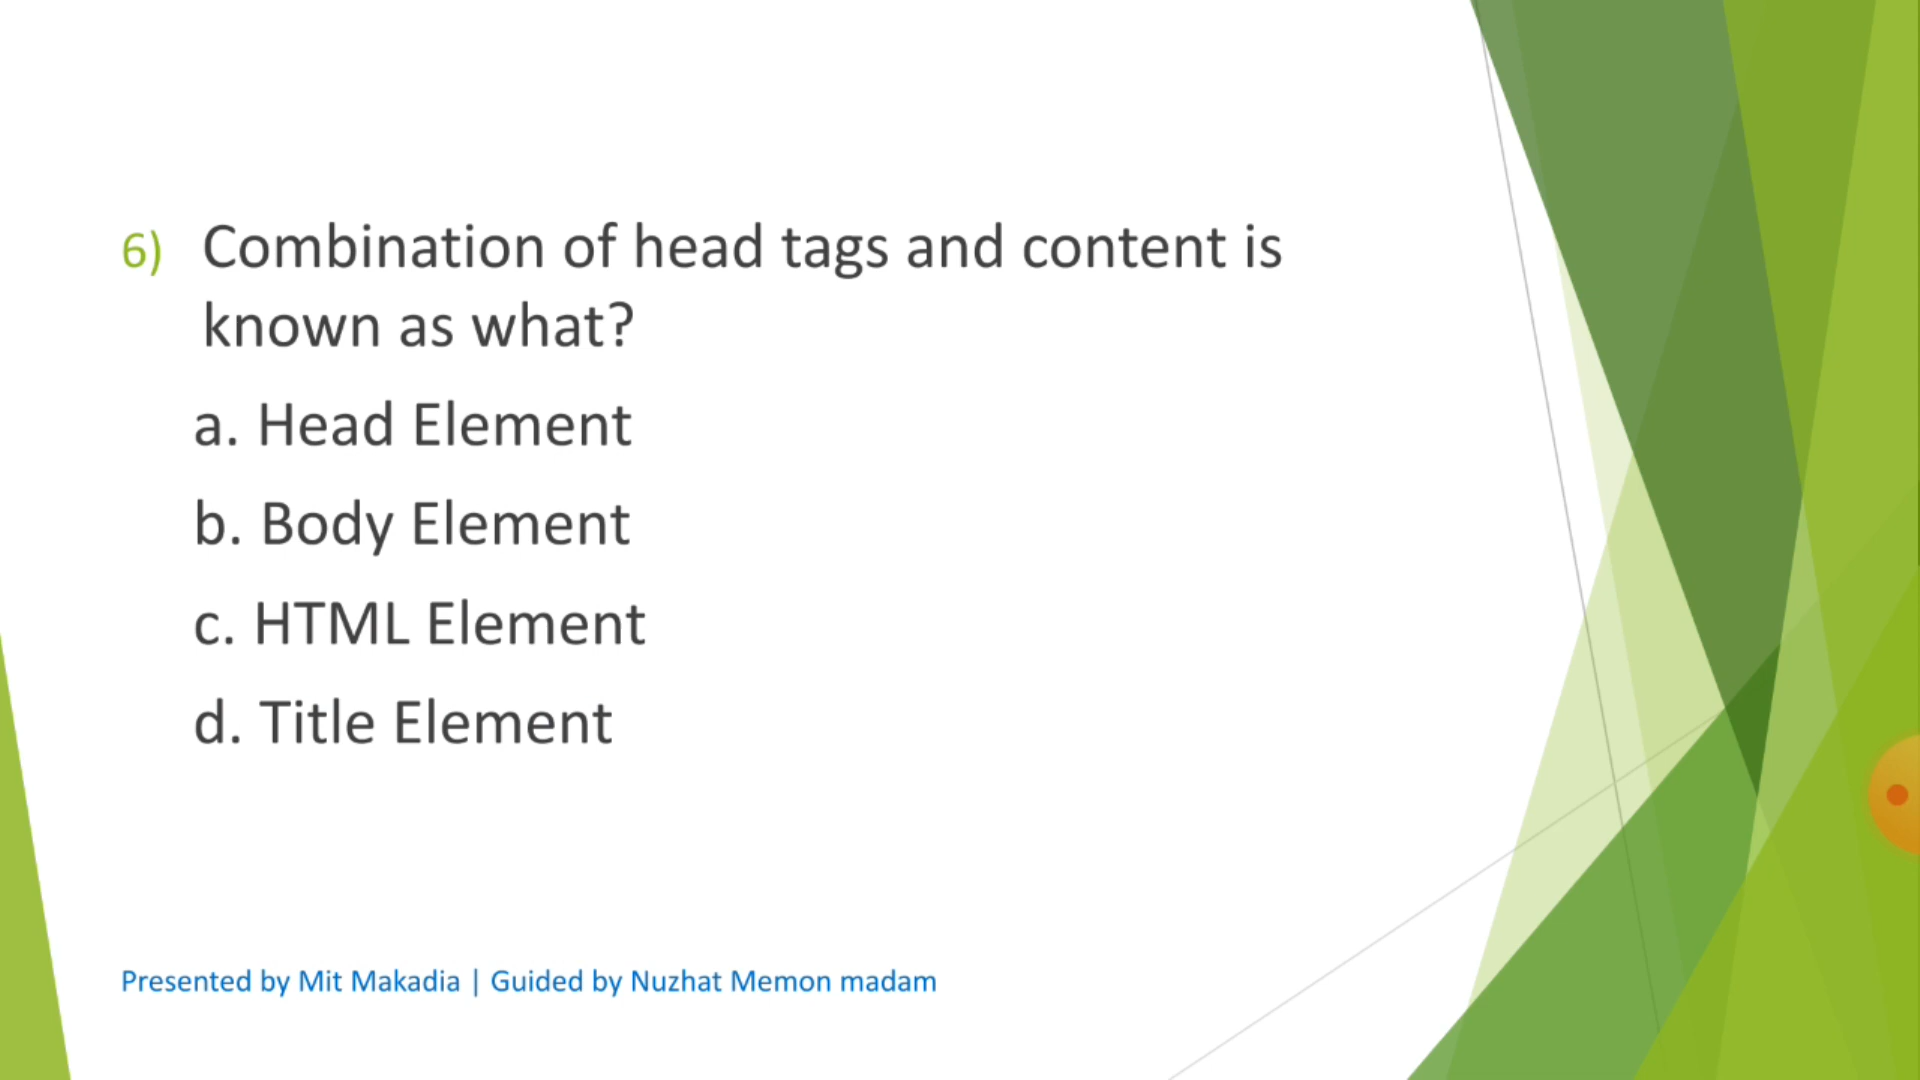 6) Combination of head tags and content is
known as what?
a. Head Element
b. Body Element
c. HTML Element
d. Title Element
Presented by Mit Makadia | Guided by Nuzhat Memon madam